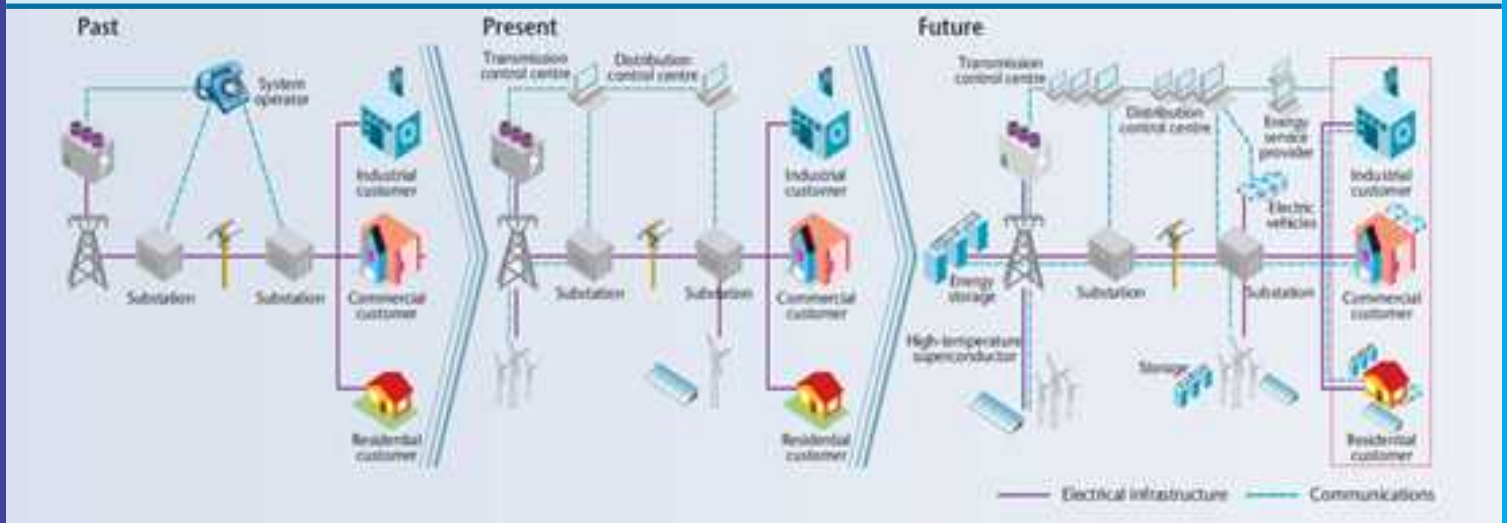 Past
System
operator
Industrial
customer
Substation
Substation
Commercial
customer
Residential
customer
Present
Transmission
control centre
Distribution
control centre
Industrial
customer
Substation
Substation
Commercial
customer
Residential
customer
Future
Transmission
control centre
Distribution
control centre
Energy
service
provider
Industrial
customer
Electric
vehicles
Energy
storage
Substation
Substation
Commercial
customer
High-temperature
superconductor
Storage
Residential
customer
Electrical infrastructure
Communications